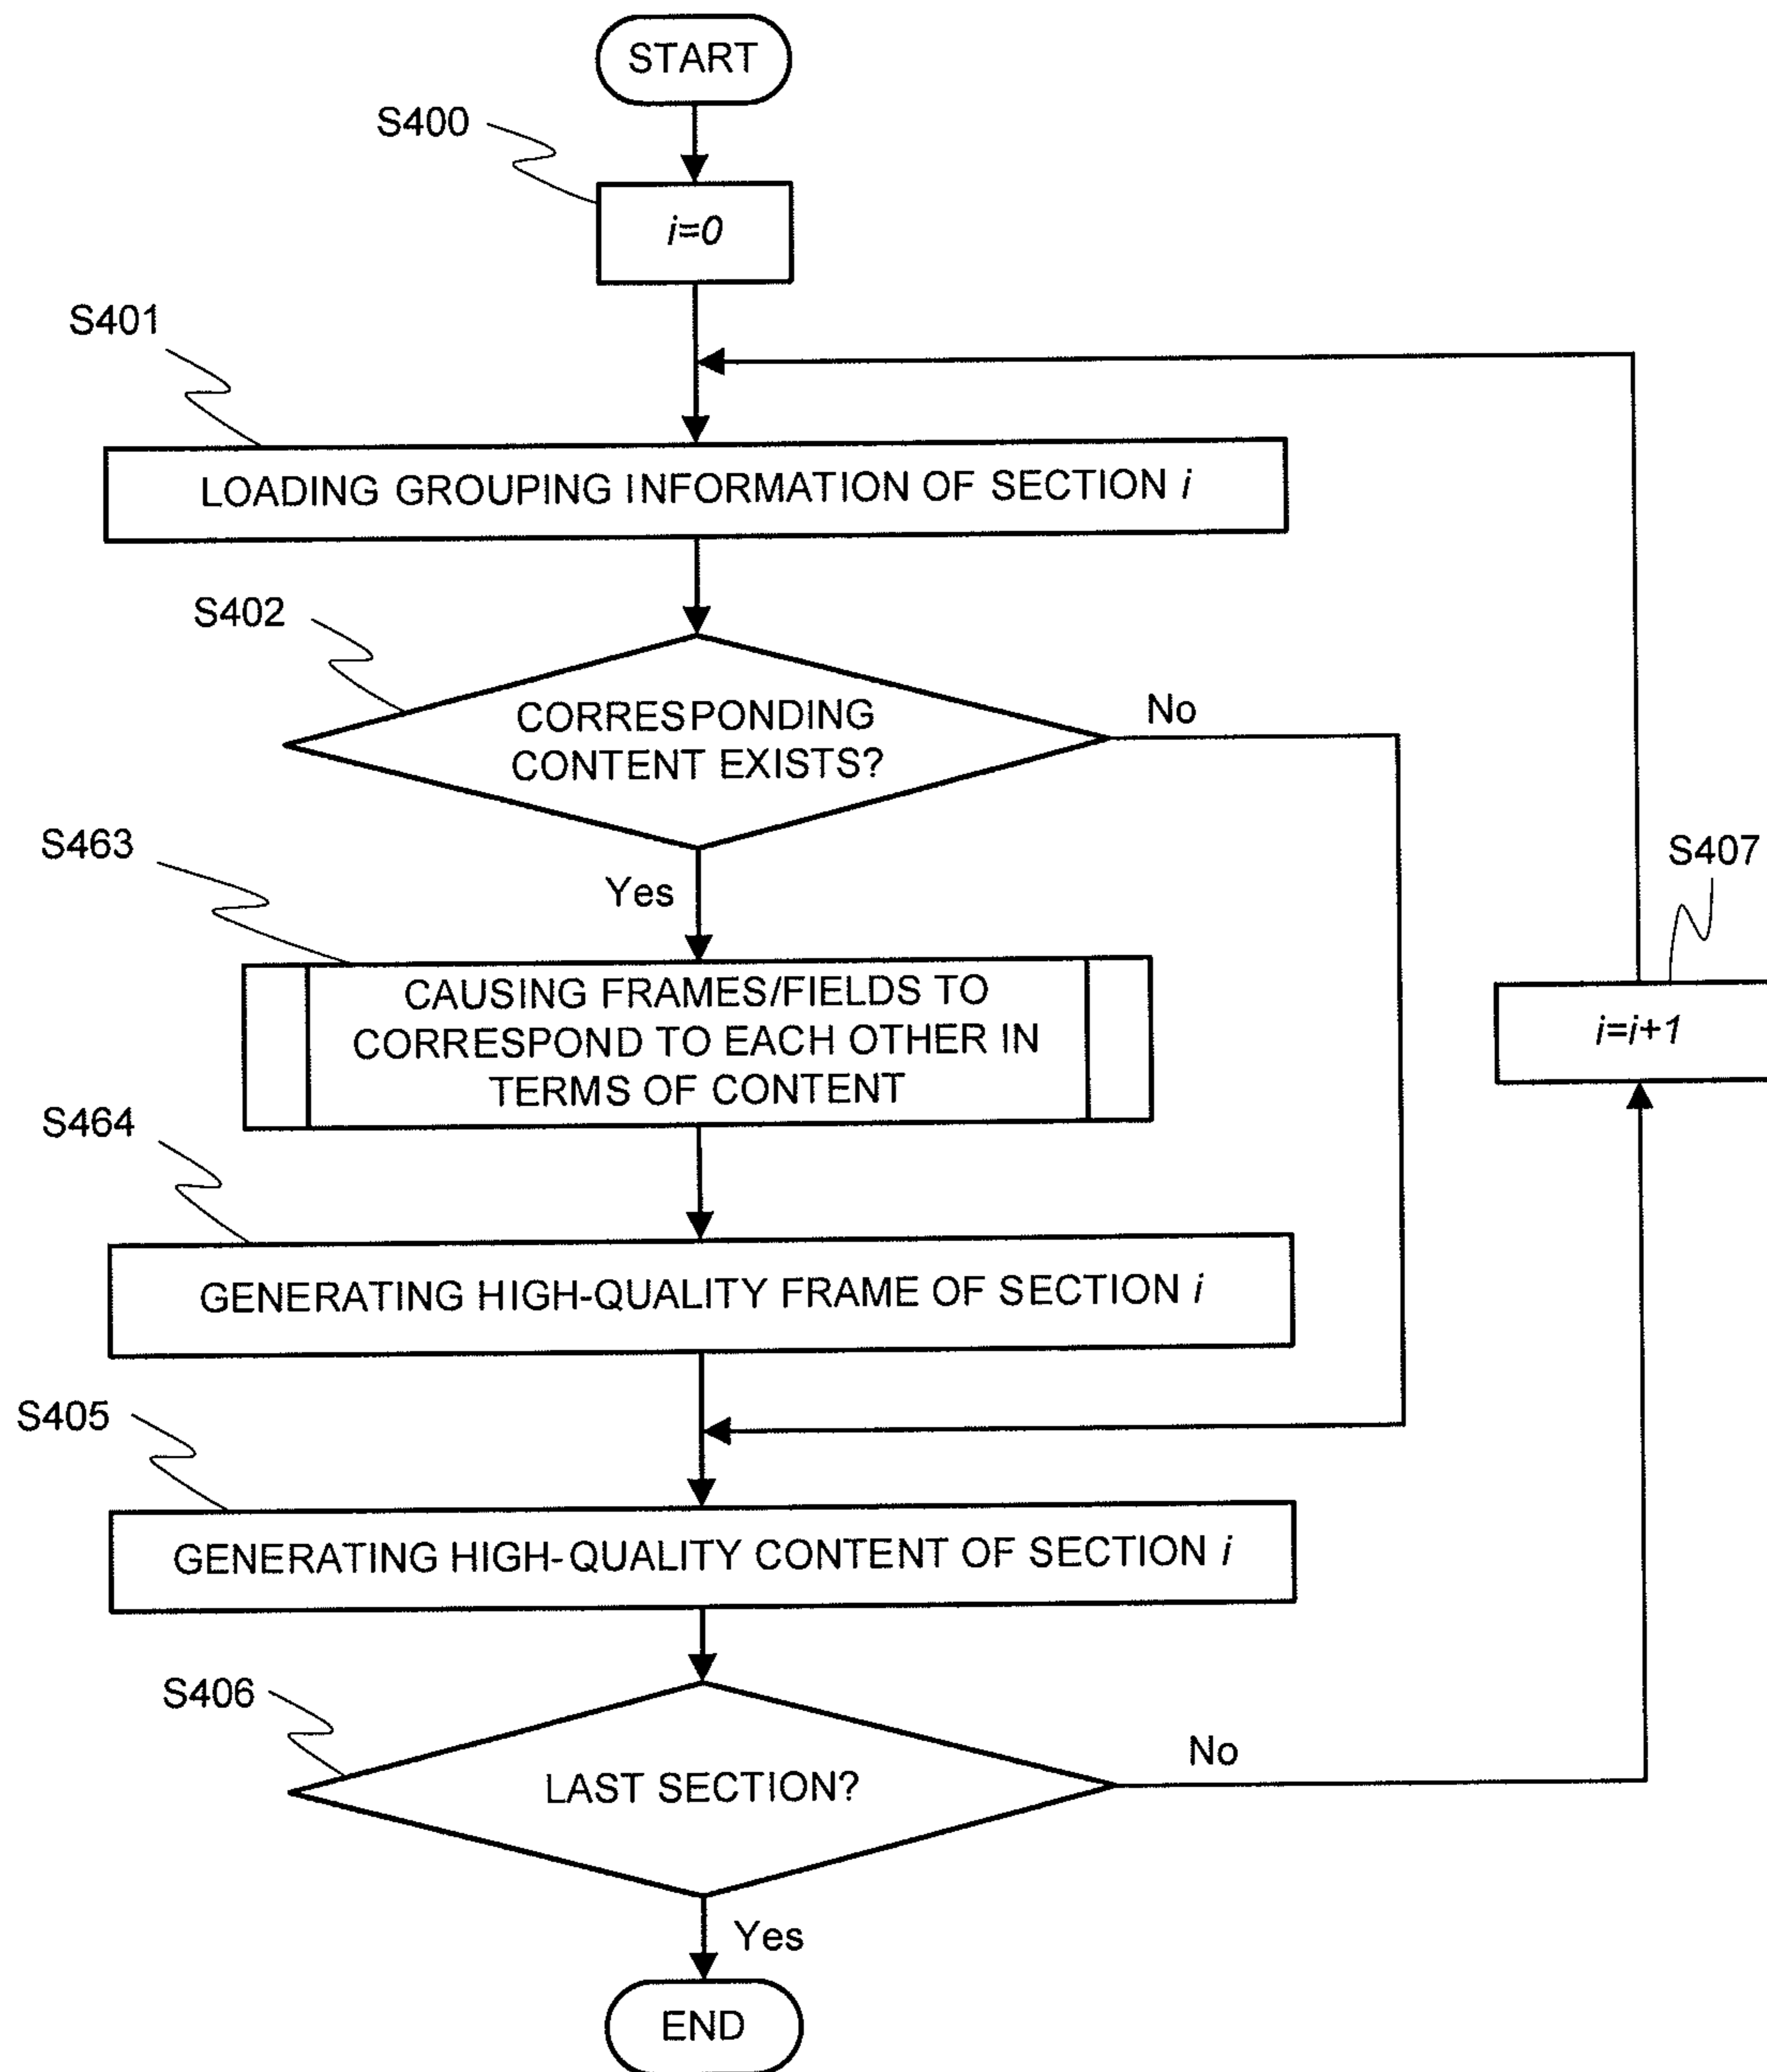 START
S400
i=0
S401
LOADING GROUPING INFORMATION OF SECTION i
S402
CORRESPONDING
CONTENT EXISTS?
No
S463
Yes
S407
CAUSING FRAMES/FIELDS TO
CORRESPOND TO EACH OTHER IN
TERMS OF CONTENT
i=i+1
S464
GENERATING HIGH-QUALITY FRAME OF SECTION i
S405
GENERATING HIGH-QUALITY CONTENT OF SECTION i
S406
LAST SECTION?
No
Yes
END